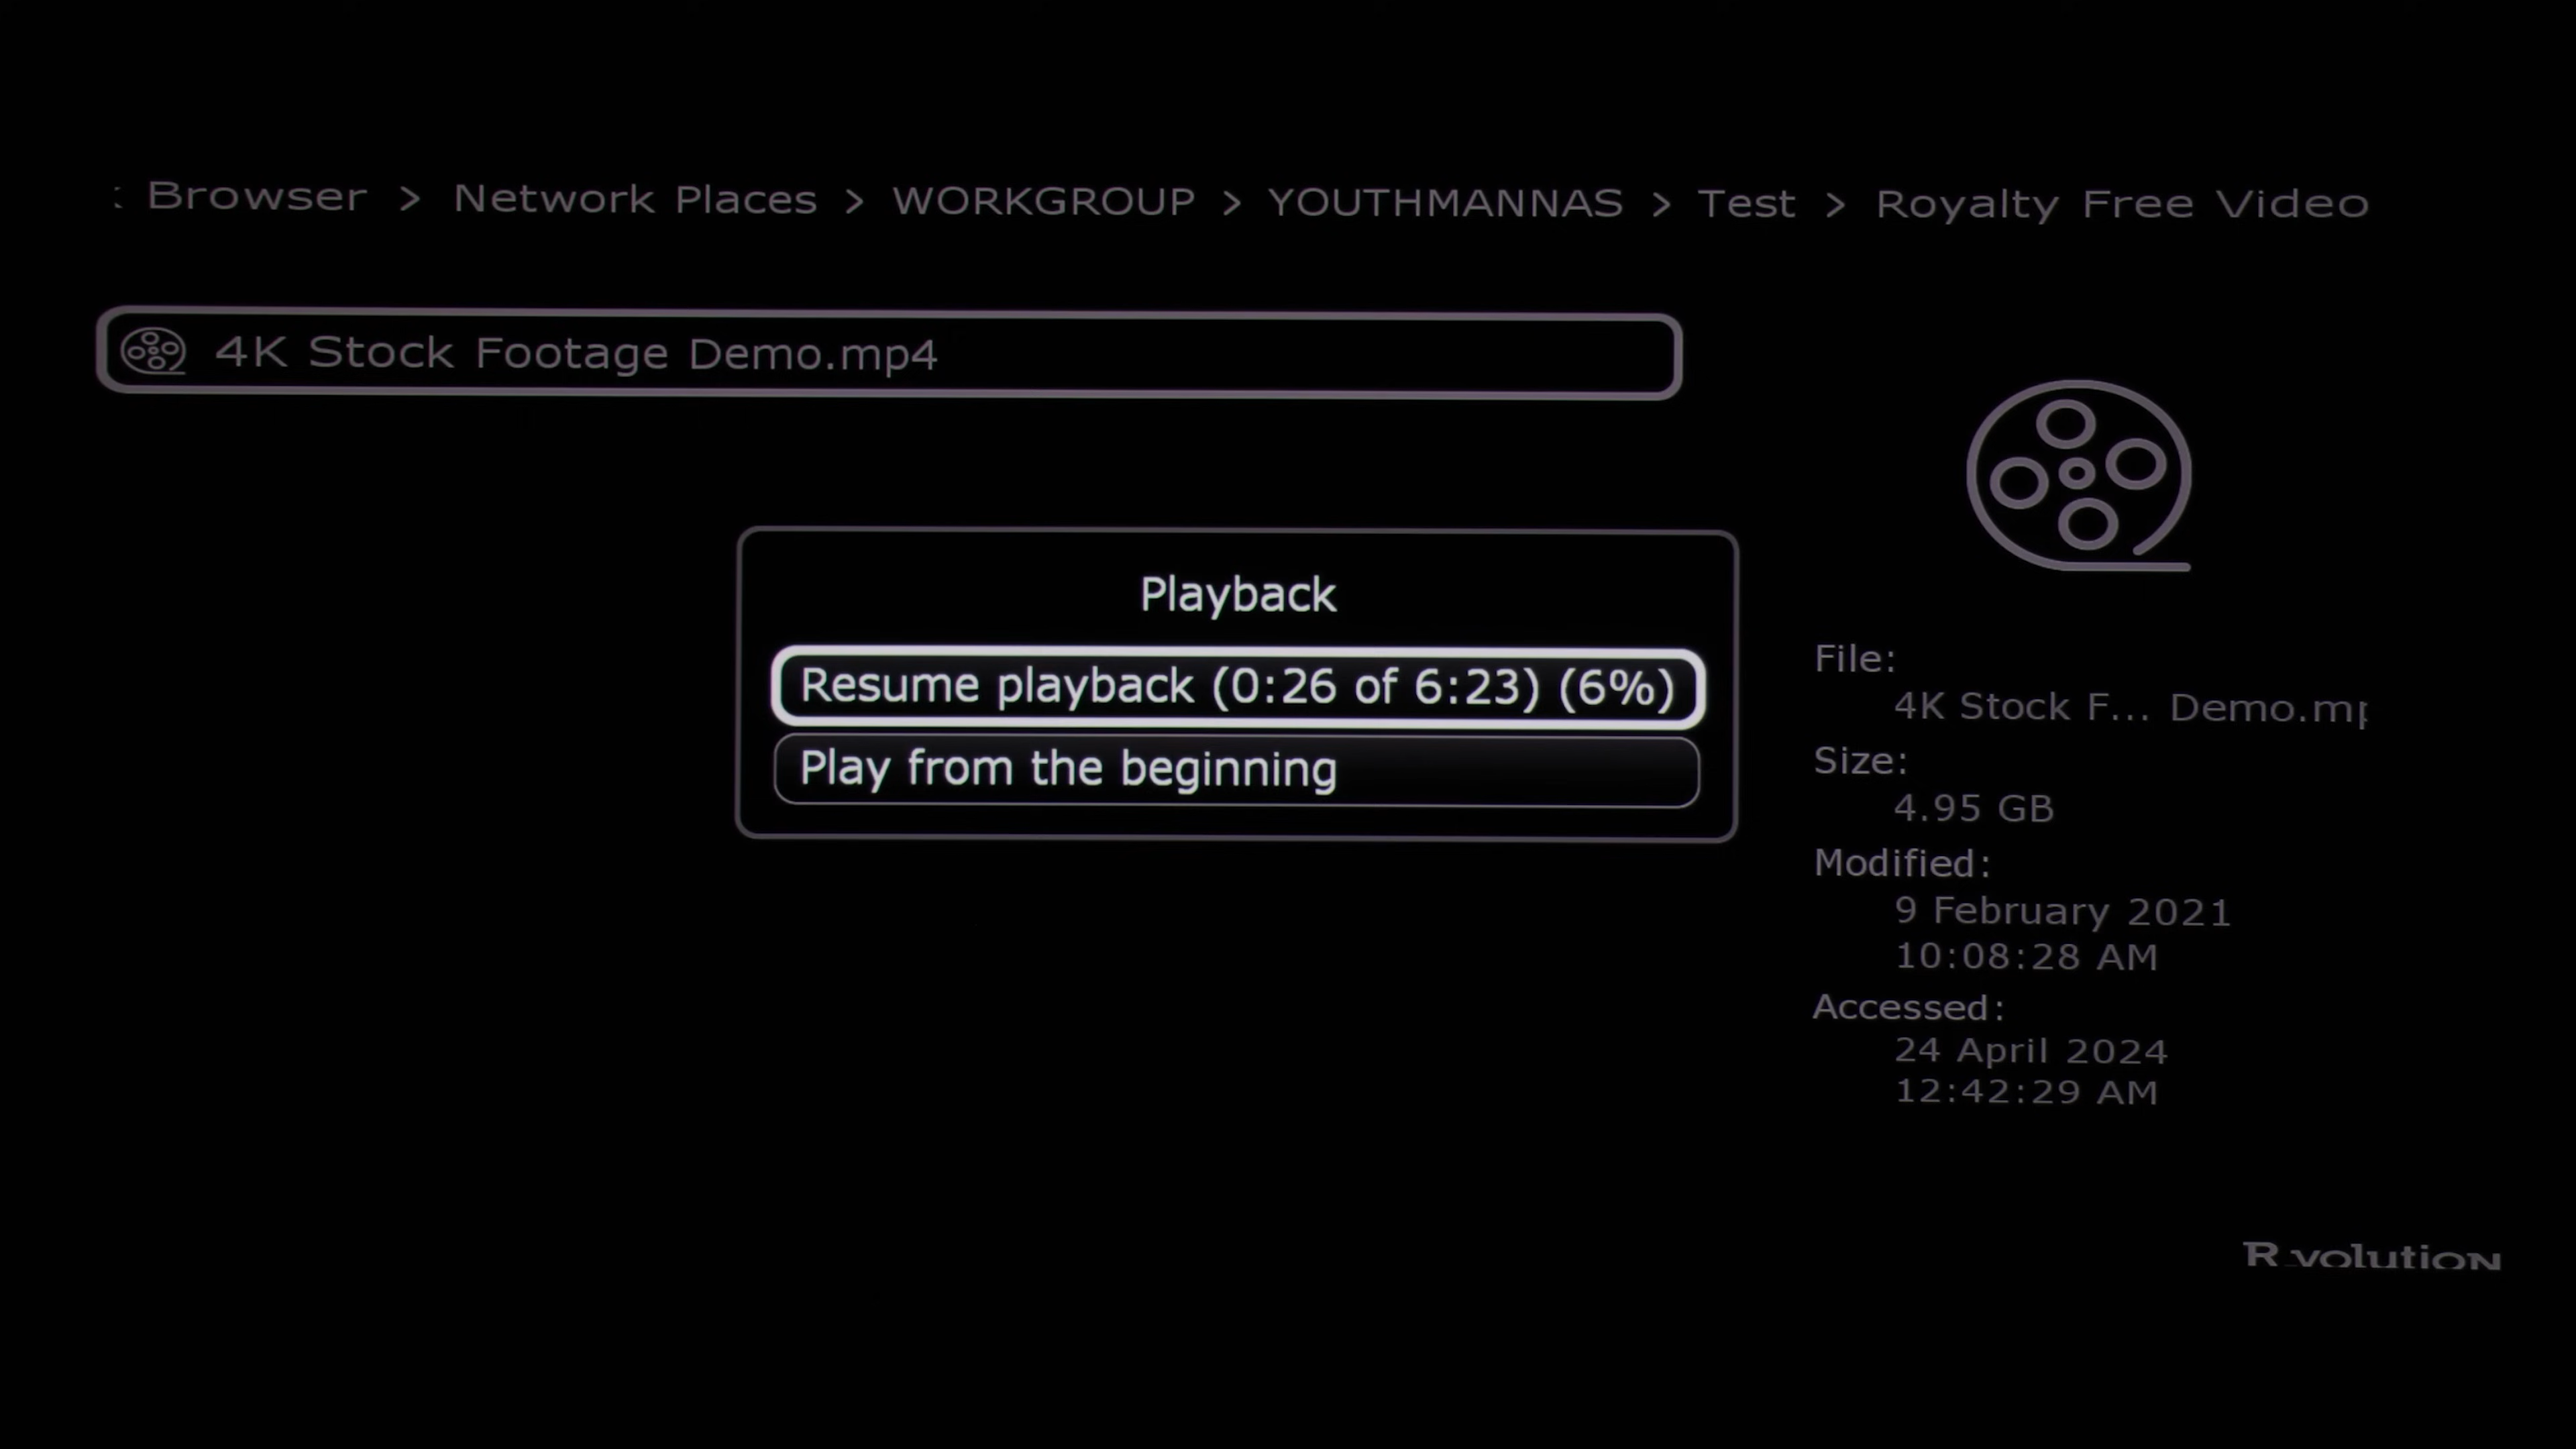 Browser > Network Places > WORKGROUP > YOUTHMANNAS > Test > Royalty Free Video
4K Stock Footage Demo.mp4
Playback
Resume playback (0:26 of 6:23) (6%)
Play from the beginning
File:
4K Stock F... Demo.mp
Size:
4.95 GB
Modified:
9 February 2021
10:08:28 AM
Accessed:
24 April 2024
12:42:29 AM
R_volution